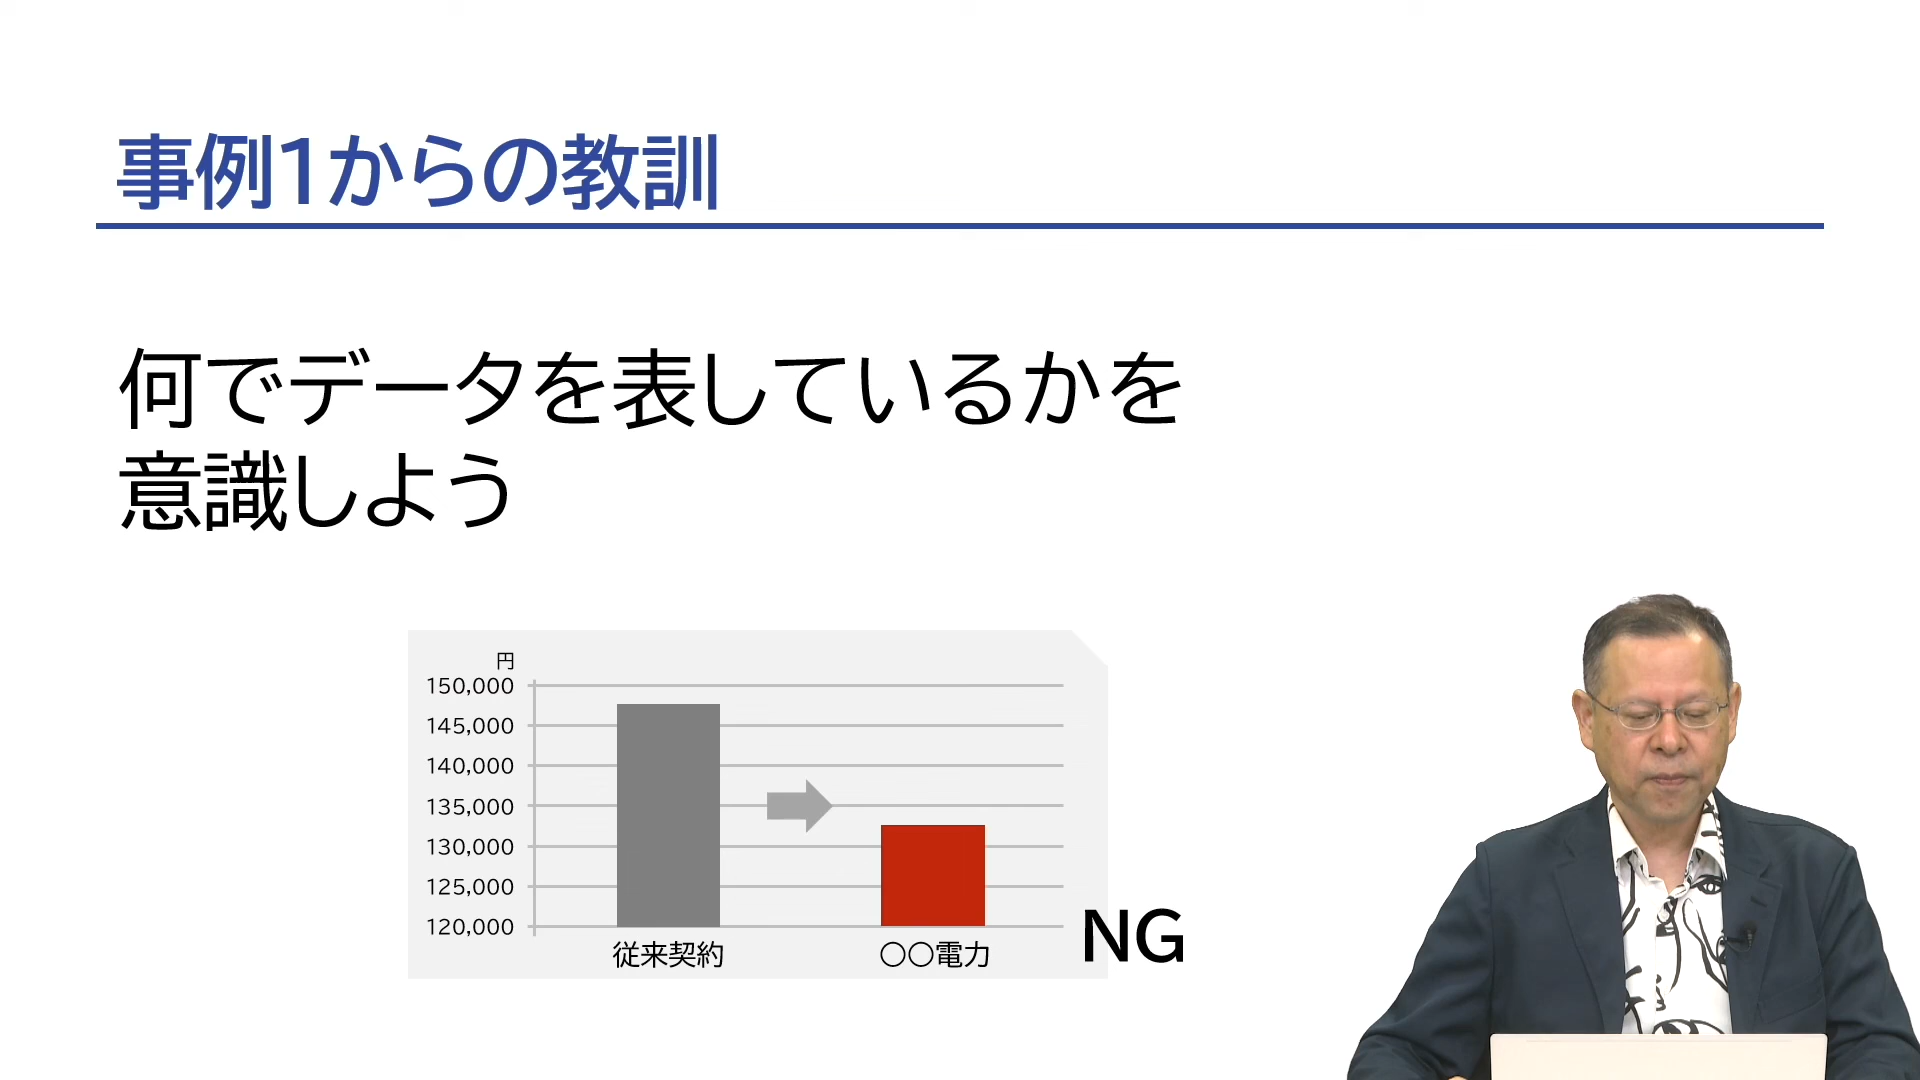 事例1からの教訓
何でデータを表しているかを
意識しよう
円
150,000
145,000
140,000
135,000
130,000
125,000
120,000
従来契約
〇〇電力
NG